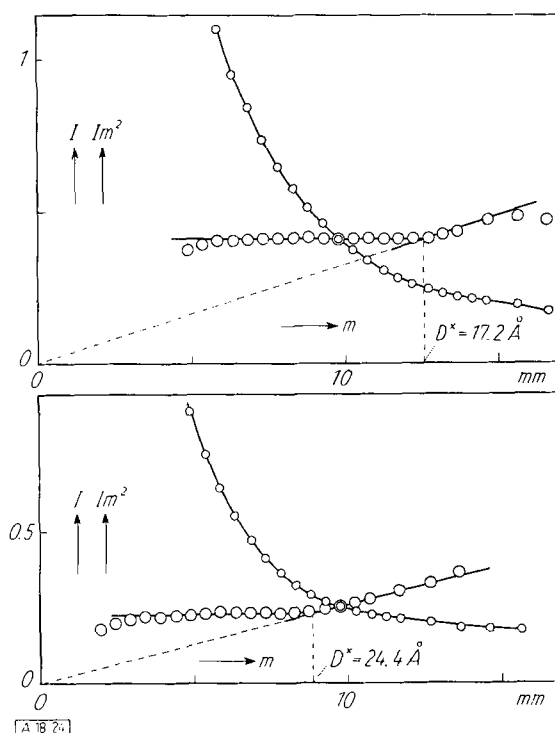 1
I Im²
m
D* = 17.2 Å
0
0
10
mm
0.5
I Im²
m
D* = 24.4 Å
0
0
10
mm
A 18 24